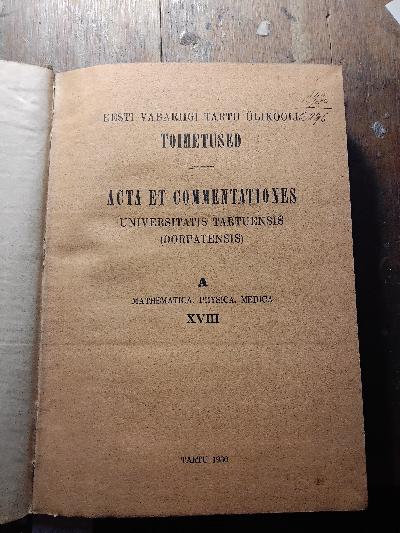 EESTI VABARIIGI TARTU ÜLIKOOLI
TOIMETUSED
ACTA ET COMMENTATIONES
UNIVERSITATIS TARTUENSIS
(DORPATENSIS)
A
MATHEMATICA, PHYSICA, MEDICA
XVIII
TARTU 1930